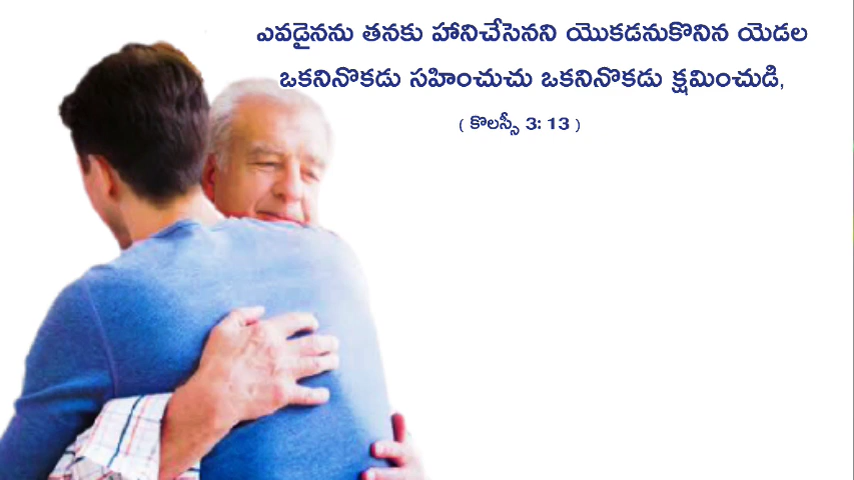 ఎవడైనను తనకు హానిచేసెనని యొకడనుకొనిన యెడల
ఒకనినొకడు సహించుచు ఒకనినొకడు క్షమించుడి,
( కొలస్సీ 3: 13 )